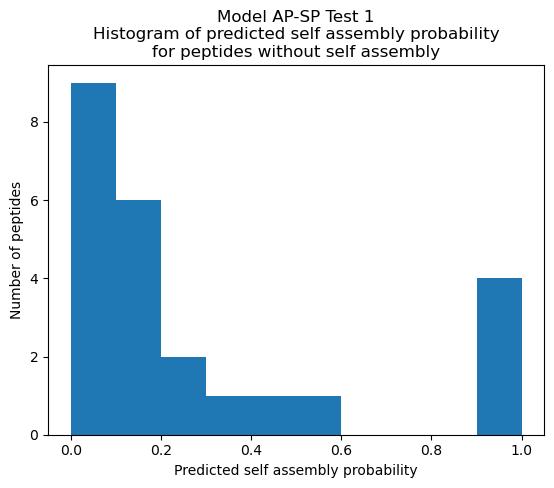 Model AP-SP Test 1
Histogram of predicted self assembly probability
for peptides without self assembly
8
6
4
2
0
Number of peptides
0.0 0.2 0.4 0.6 0.8 1.0
Predicted self assembly probability